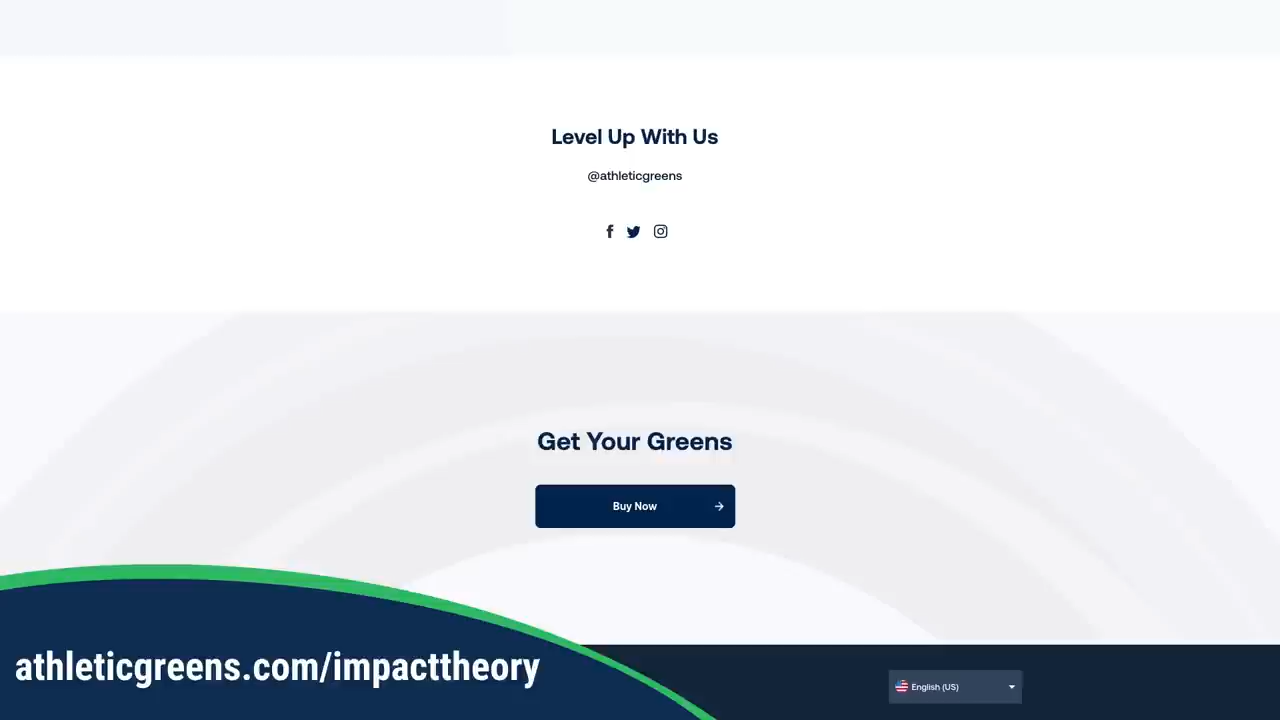 Level Up With Us
@athleticgreens
Get Your Greens
Buy Now
athleticgreens.com/impacttheory
English (US)